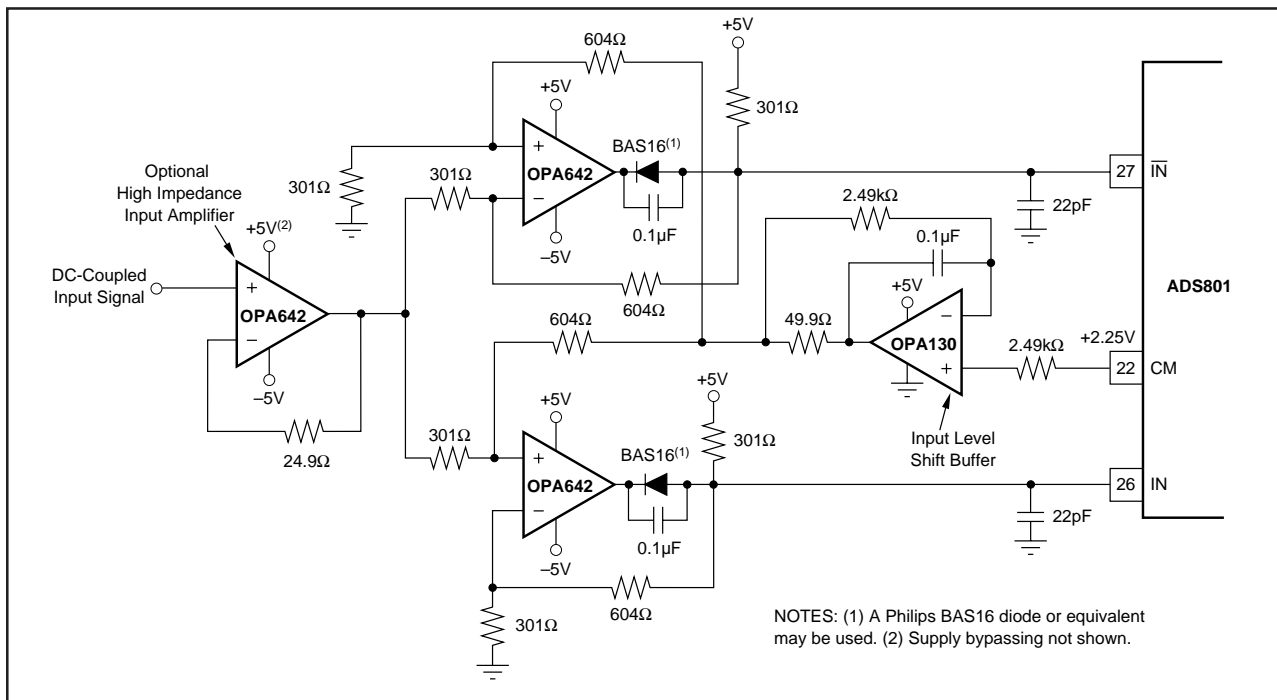 +5V
604Ω
+5V
+5V
301Ω
BAS16(1)
Optional
High Impedance
Input Amplifier
+
OPA642
–
27
IN
301Ω
301Ω
2.49kΩ
22pF
+5V(2)
0.1µF
–5V
0.1µF
DC-Coupled
Input Signal
+
OPA642
–
+5V
ADS801
604Ω
604Ω
49.9Ω
–
OPA130
+
2.49kΩ
+2.25V
22
CM
–5V
+5V
+5V
301Ω
24.9Ω
301Ω
BAS16(1)
Input Level
Shift Buffer
+
OPA642
–
26
IN
–5V
0.1µF
22pF
604Ω
301Ω
NOTES: (1) A Philips BAS16 diode or equivalent
may be used. (2) Supply bypassing not shown.